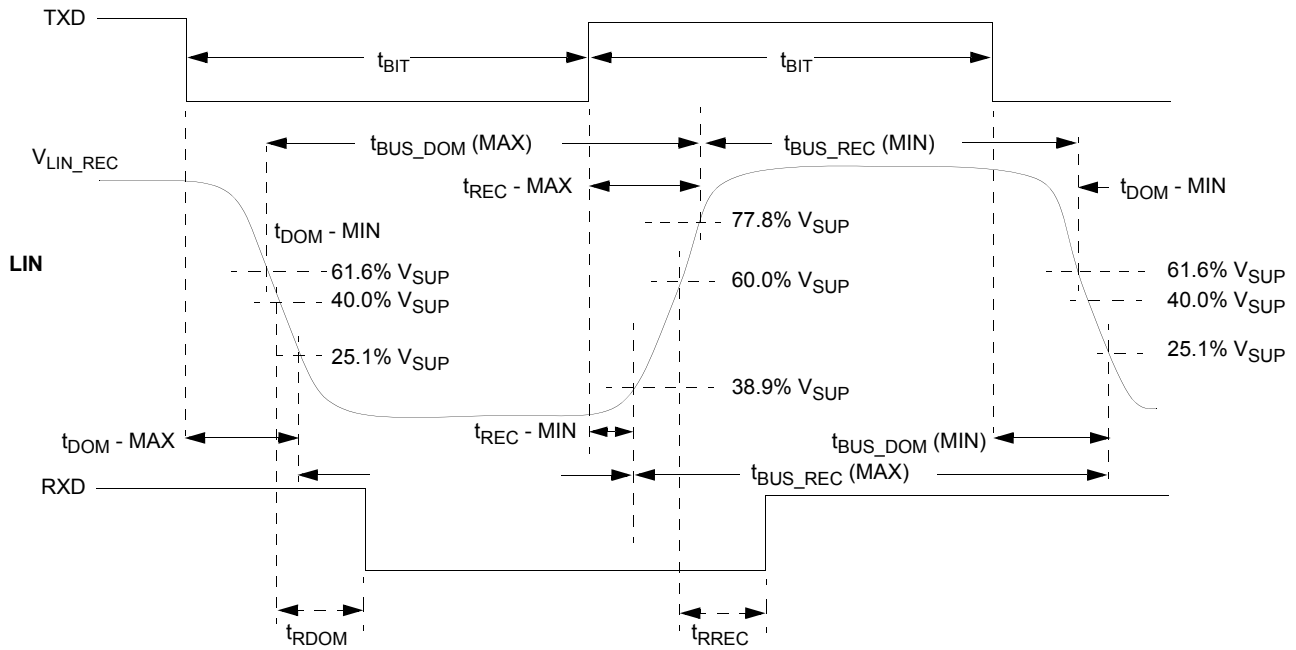 TXD
tBIT tBIT
tBUS_DOM (MAX) tBUS_REC (MIN)
VLIN_REC
tREC - MAX tDOM - MIN
77.8% VSUP
tDOM - MIN
LIN
61.6% VSUP 60.0% VSUP 61.6% VSUP
40.0% VSUP 40.0% VSUP
25.1% VSUP 25.1% VSUP
38.9% VSUP
tDOM - MAX tREC - MIN tBUS_DOM (MIN)
tBUS_REC (MAX)
RXD
tRDOM tRREC